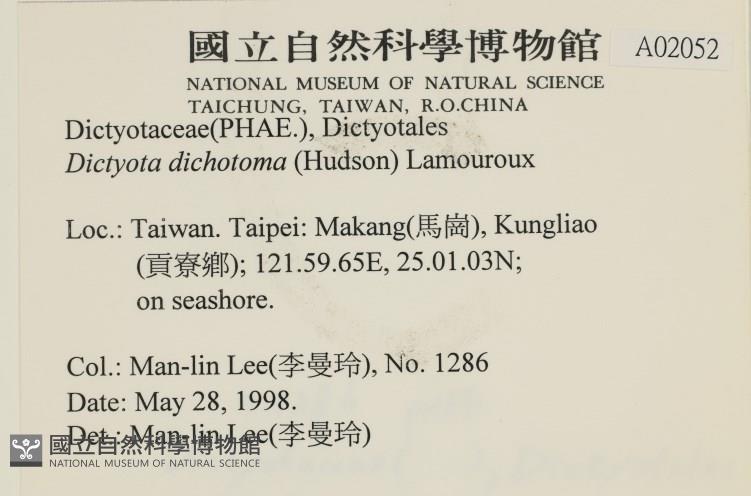 國立自然科學博物館
A02052
NATIONAL MUSEUM OF NATURAL SCIENCE
TAICHUNG, TAIWAN, R.O.CHINA
Dictyotaceae(PHAE.), Dictyotales
Dictyota dichotoma (Hudson) Lamouroux
Loc.: Taiwan. Taipei: Makang(馬崗), Kungliao
(貢寮鄉); 121.59.65E, 25.01.03N;
on seashore.
Col.: Man-lin Lee(李曼玲), No. 1286
Date: May 28, 1998.
Det.: Man-lin Lee(李曼玲)
國立自然科學博物館
NATIONAL MUSEUM OF NATURAL SCIENCE